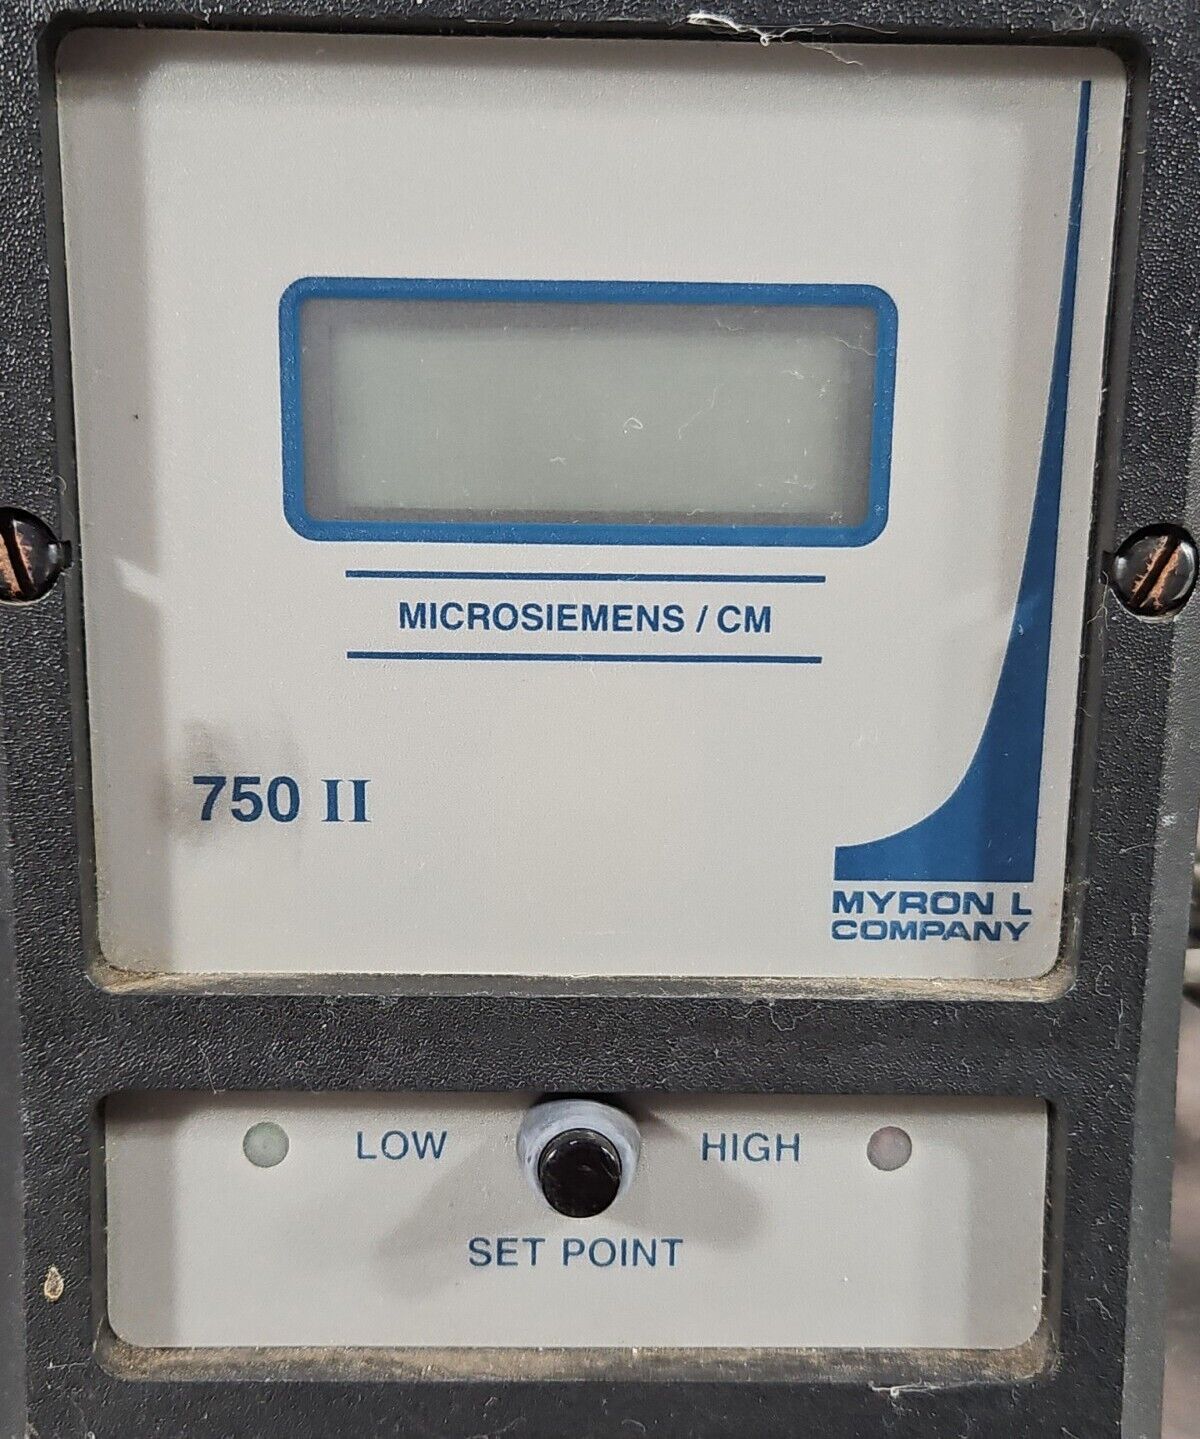 MICROSIEMENS / CM
750 II
MYRON L
COMPANY
LOW HIGH
SET POINT